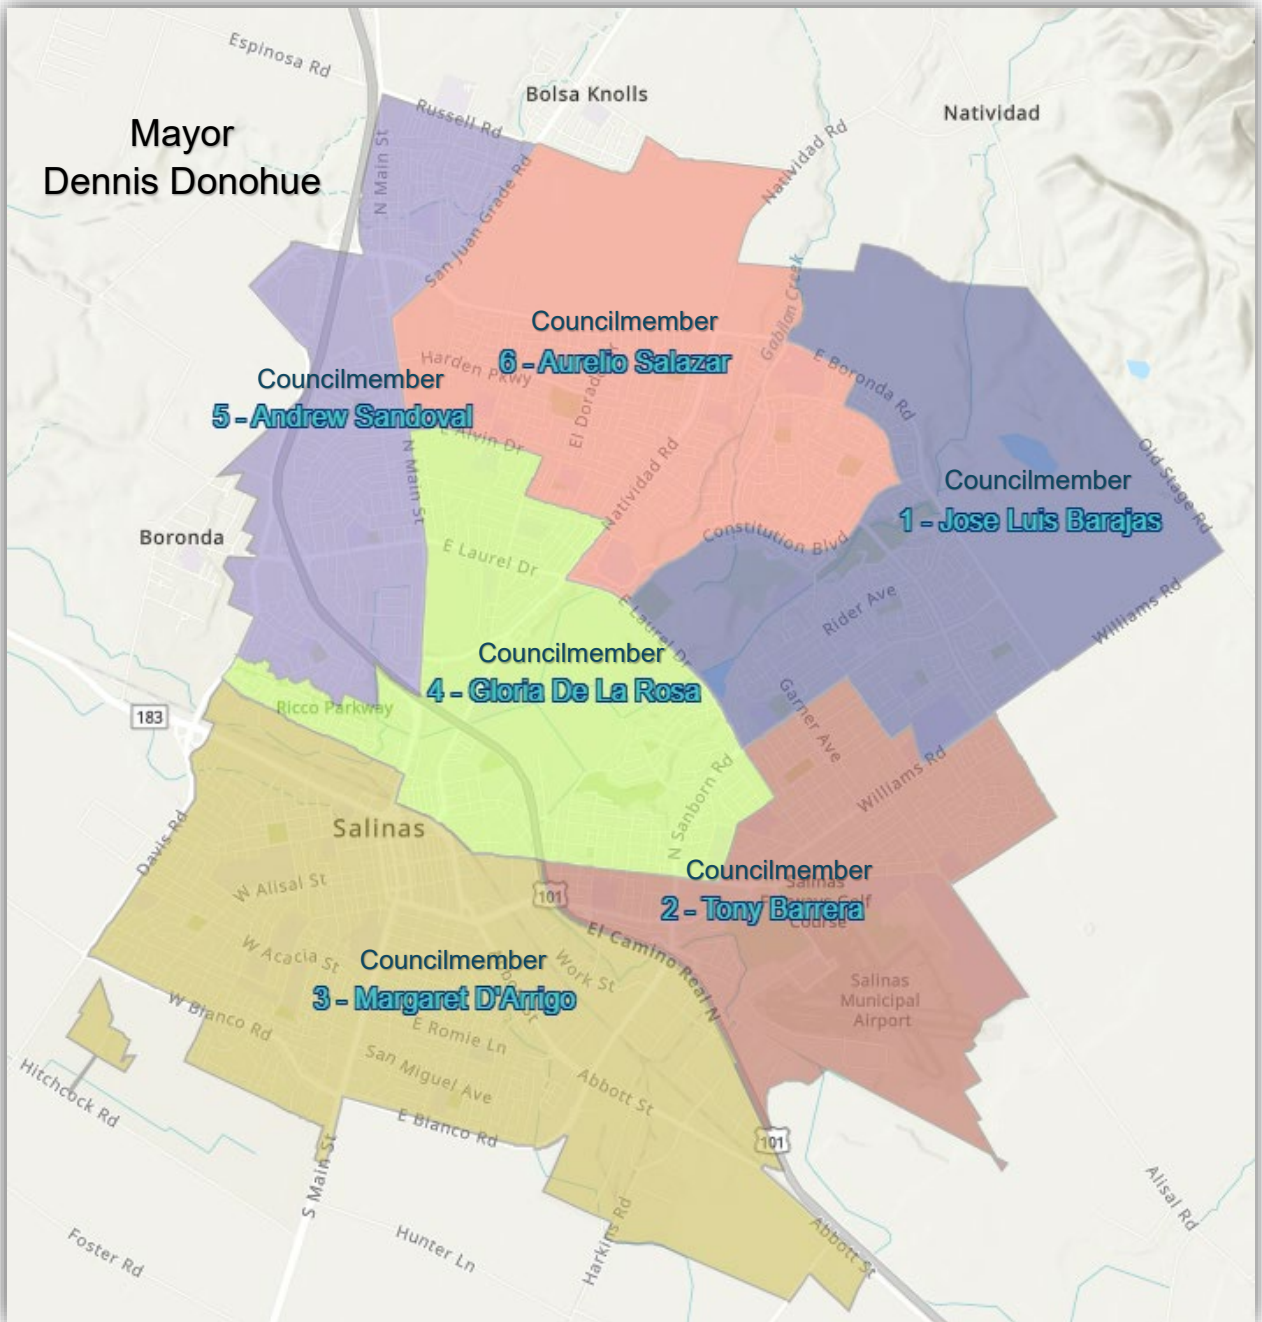 Espinosa Rd
Bolsa Knolls
Natividad
Russell Rd
Mayor
Dennis Donohue
N Main St
Natividad Rd
San Juan Grade Rd
Gabilan Creek
Councilmember
6 - Aurelio Salazar
Harden Pkwy
El Dorado
E Boronda Rd
Councilmember
5 - Andrew Sandoval
E Alvin Dr
N Main St
Natividad Rd
Old Stage Rd
Councilmember
1 - Jose Luis Barajas
Boronda
Constitution Blvd
E Laurel Dr
Rider Ave
Williams Rd
E Laurel Dr
Councilmember
4 - Gloria De La Rosa
Ricco Parkway
183
Garner Ave
Williams Rd
N Sanborn Rd
Salinas
Davis Rd
Councilmember
2 - Tony Barrera
Salinas
Golf
Course
W Alisal St
101
El Camino Real N
W Acacia St
Work St
Councilmember
3 - Margaret D'Arrigo
Salinas
Municipal
Airport
W Blanco Rd
E Romie Ln
San Miguel Ave
Abbott St
Hitchcock Rd
E Blanco Rd
101
S Main St
Alisal Rd
Foster Rd
Hunter Ln
Harkins Rd
Abbott St